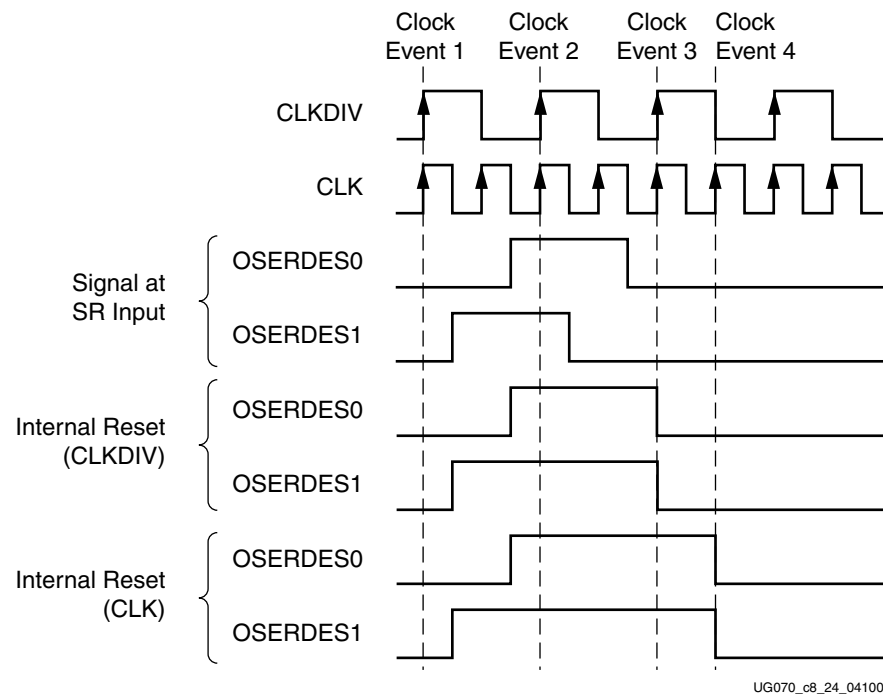 Clock
Event 1
Clock
Event 2
Clock
Event 3
Clock
Event 4
CLKDIV
CLK
Signal at
SR Input
OSERDES0
OSERDES1
Internal Reset
(CLKDIV)
OSERDES0
OSERDES1
Internal Reset
(CLK)
OSERDES0
OSERDES1
UG070_c8_24_04100